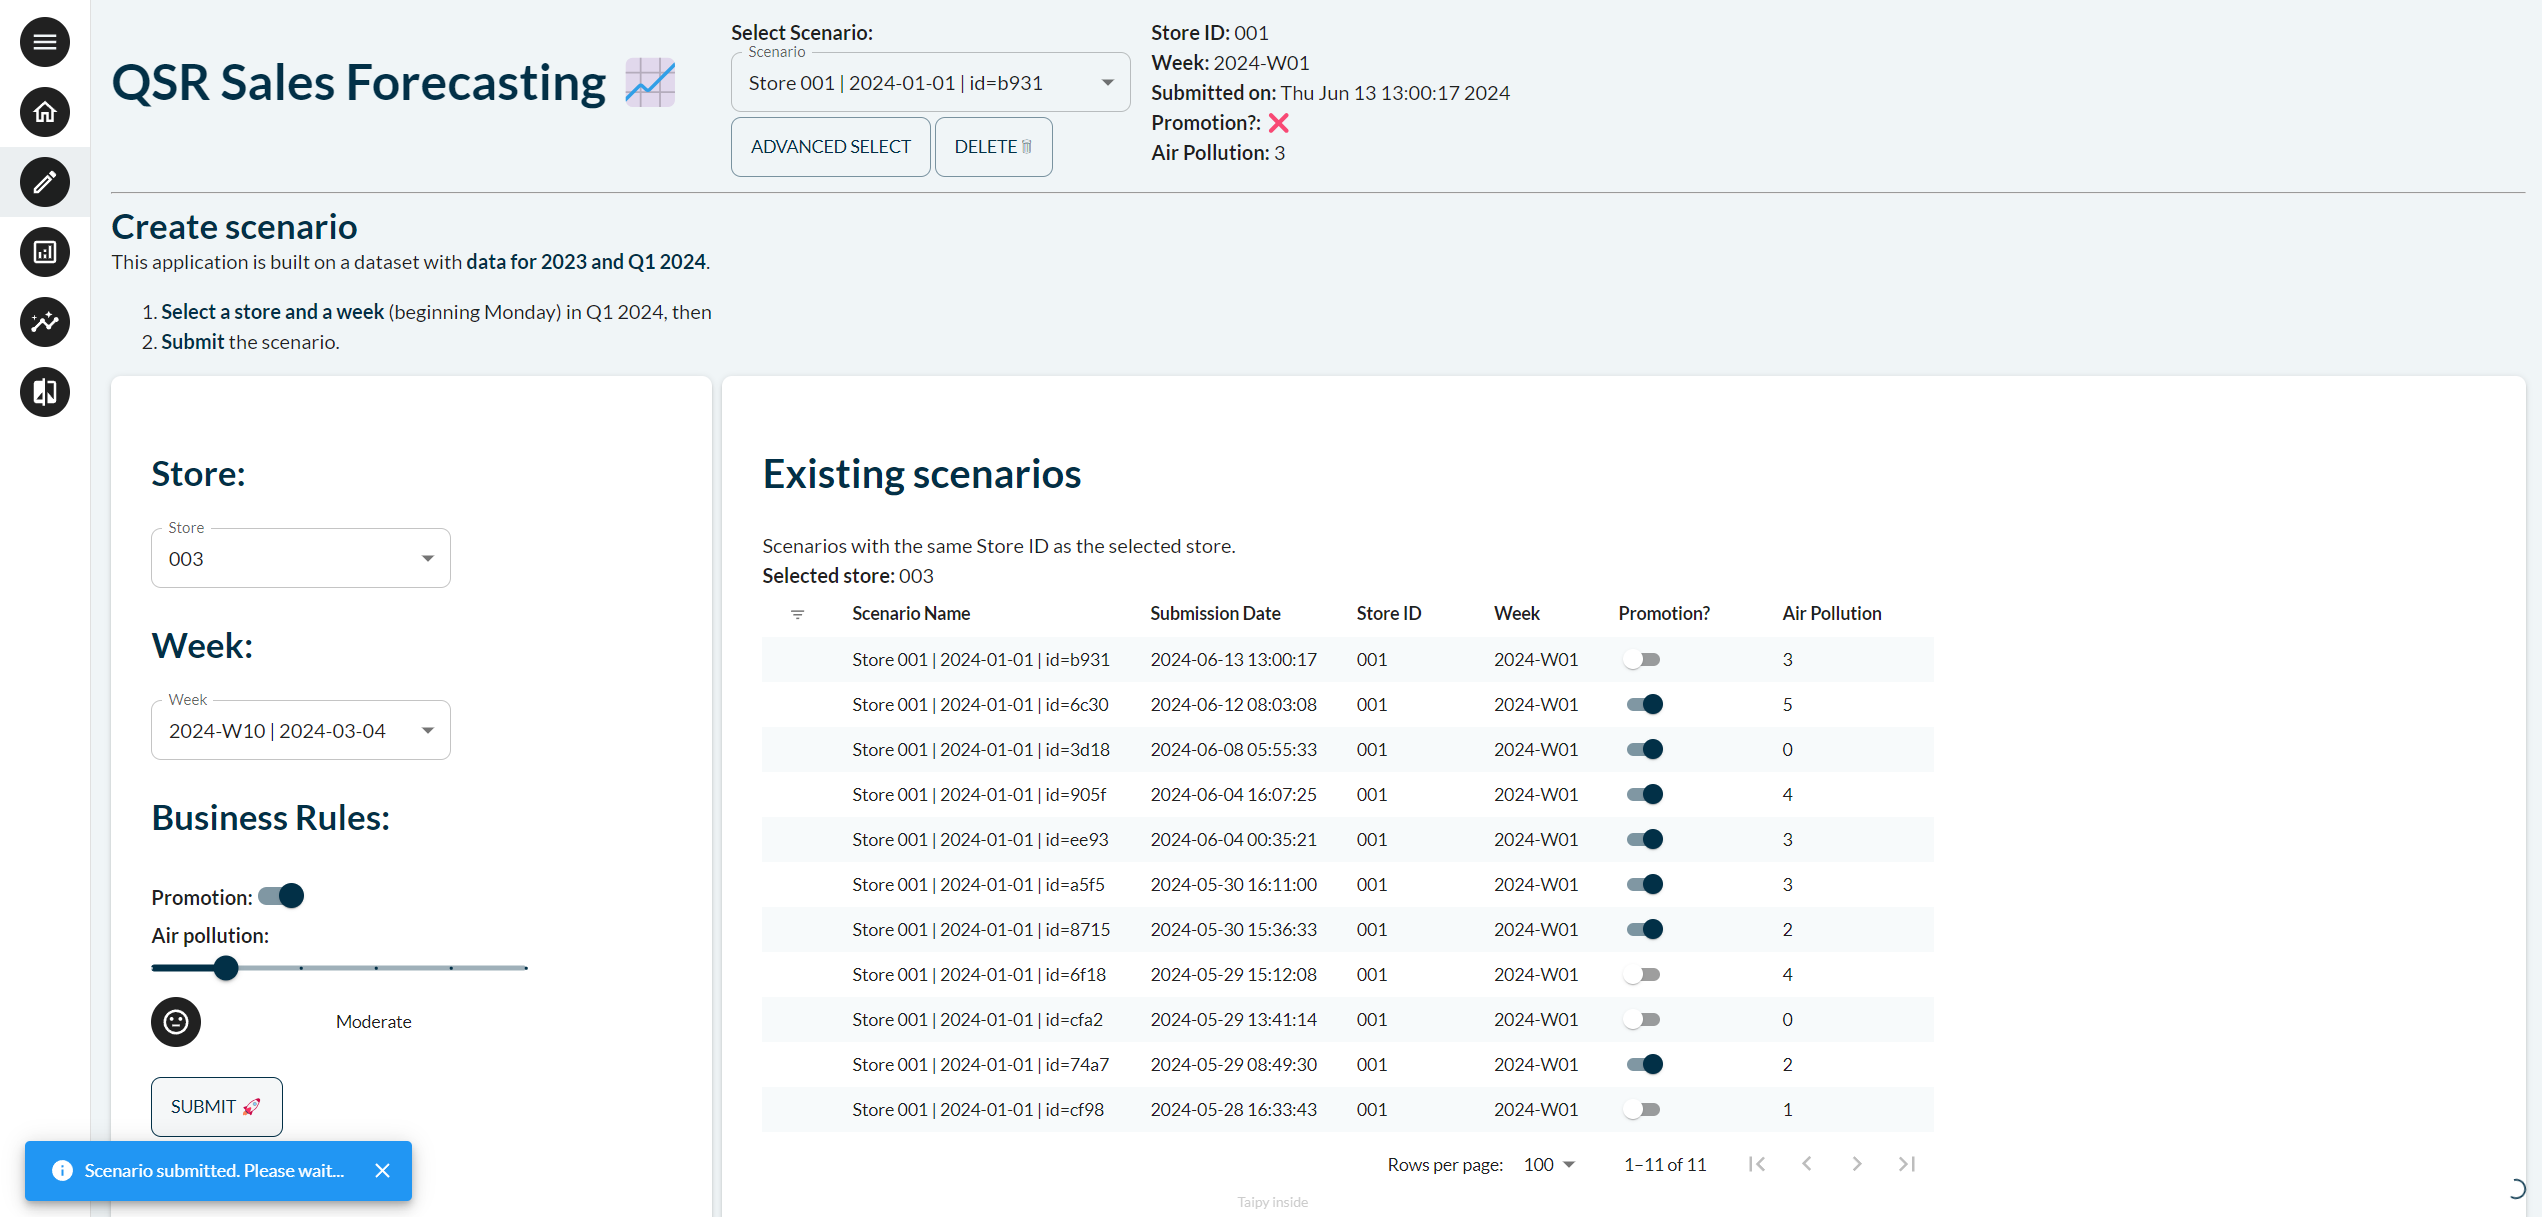 QSR Sales Forecasting
Select Scenario:
Scenario
Store 001 | 2024-01-01 | id=b931
ADVANCED SELECT
DELETE
Store ID: 001
Week: 2024-W01
Submitted on: Thu Jun 13 13:00:17 2024
Promotion?: ❌
Air Pollution: 3
Create scenario
This application is built on a dataset with data for 2023 and Q1 2024.
1. Select a store and a week (beginning Monday) in Q1 2024, then
2. Submit the scenario.
Store:
Store
003
Week:
Week
2024-W10 | 2024-03-04
Business Rules:
Promotion:
Air pollution:
Moderate
SUBMIT 🚀
Scenario submitted. Please wait...
Existing scenarios
Scenarios with the same Store ID as the selected store.
Selected store: 003
Scenario Name Submission Date Store ID Week Promotion? Air Pollution
Store 001 | 2024-01-01 | id=b931 2024-06-13 13:00:17 001 2024-W01 3
Store 001 | 2024-01-01 | id=6c30 2024-06-12 08:03:08 001 2024-W01 5
Store 001 | 2024-01-01 | id=3d18 2024-06-08 05:55:33 001 2024-W01 0
Store 001 | 2024-01-01 | id=905f 2024-06-04 16:07:25 001 2024-W01 4
Store 001 | 2024-01-01 | id=ee93 2024-06-04 00:35:21 001 2024-W01 3
Store 001 | 2024-01-01 | id=a5f5 2024-05-30 16:11:00 001 2024-W01 3
Store 001 | 2024-01-01 | id=8715 2024-05-30 15:36:33 001 2024-W01 2
Store 001 | 2024-01-01 | id=6f18 2024-05-29 15:12:08 001 2024-W01 4
Store 001 | 2024-01-01 | id=cfa2 2024-05-29 13:41:14 001 2024-W01 0
Store 001 | 2024-01-01 | id=74a7 2024-05-29 08:49:30 001 2024-W01 2
Store 001 | 2024-01-01 | id=cf98 2024-05-28 16:33:43 001 2024-W01 1
Rows per page: 100 1–11 of 11
Taipy inside